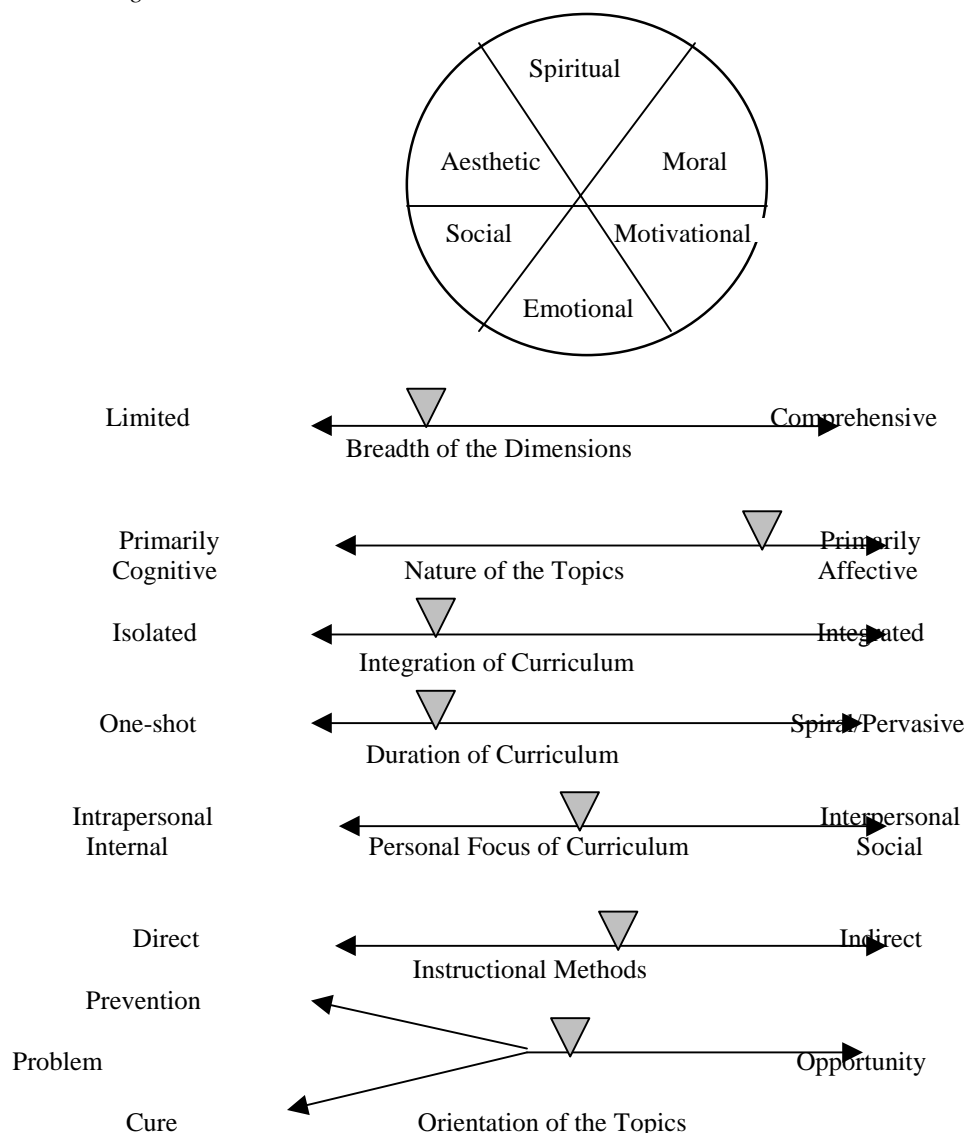 Spiritual
Aesthetic Moral
Social Motivational
Emotional
Limited Comprehensive
Breadth of the Dimensions
Primarily Primarily
Cognitive Nature of the Topics Affective
Isolated Integrated
Integration of Curriculum
One-shot Spiral/Pervasive
Duration of Curriculum
Intrapersonal Interpersonal
Internal Personal Focus of Curriculum Social
Direct Indirect
Instructional Methods
Prevention
Problem Opportunity
Cure Orientation of the Topics